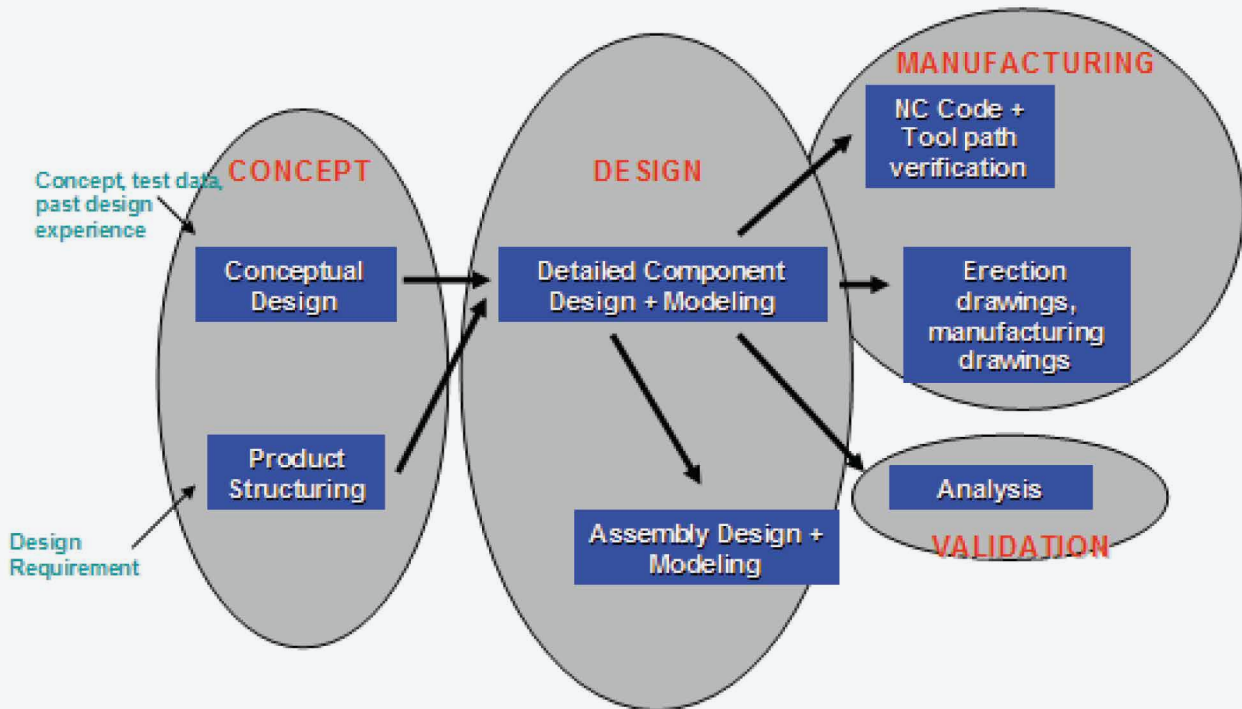 MANUFACTURING
NC Code +
Tool path
verification
CONCEPT
DESIGN
Concept, test data,
past design
experience
Conceptual
Design
Detailed Component
Design + Modeling
Erection
drawings,
manufacturing
drawings
Product
Structuring
Analysis
Design
Requirement
Assembly Design +
Modeling
VALIDATION